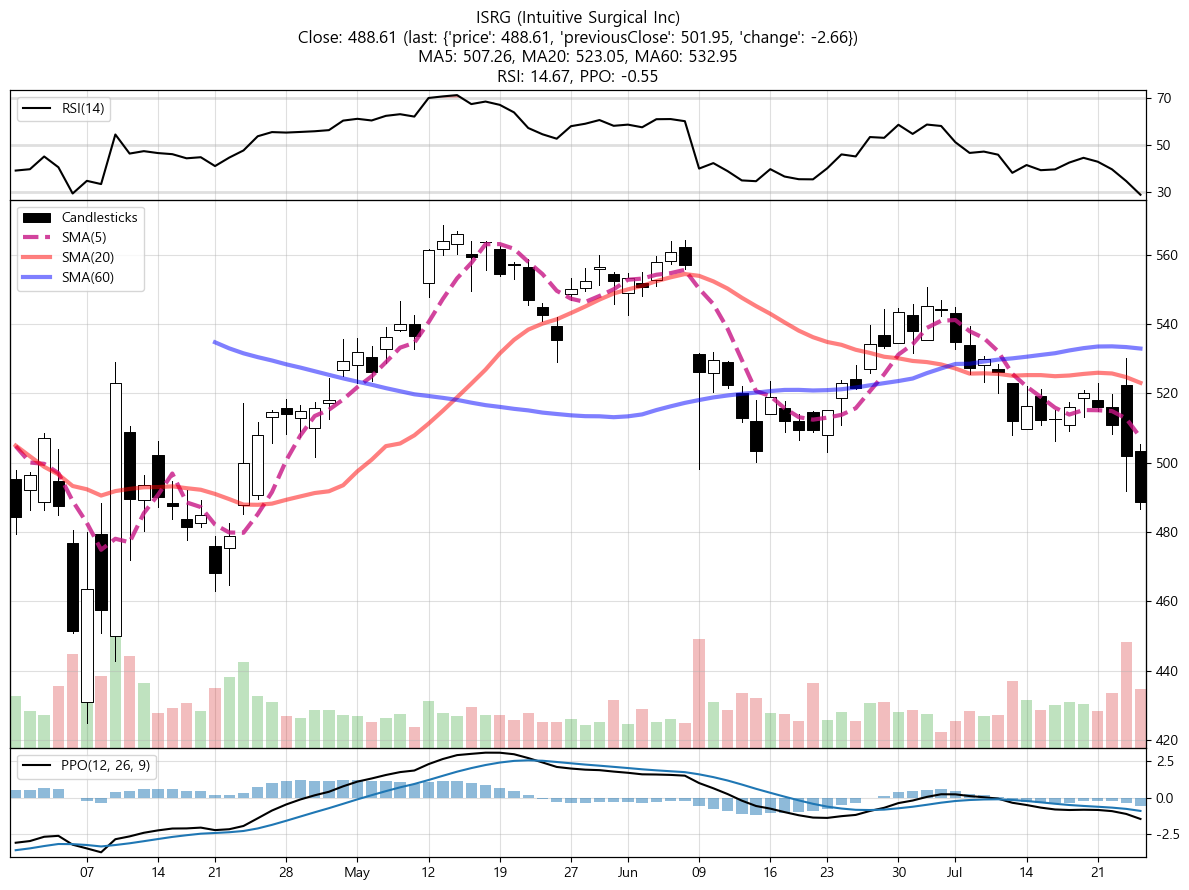 ISRG (Intuitive Surgical Inc)
Close: 488.61 (last: {'price': 488.61, 'previousClose': 501.95, 'change': -2.66})
MA5: 507.26, MA20: 523.05, MA60: 532.95
RSI: 14.67, PPO: -0.55
RSI(14)
70
50
30
Candlesticks
SMA(5)
SMA(20)
SMA(60)
560
540
520
500
480
460
440
420
PPO(12, 26, 9)
2.5
0.0
−2.5
07 14 21 28 May 12 19 27 Jun 09 16 23 30 Jul 14 21